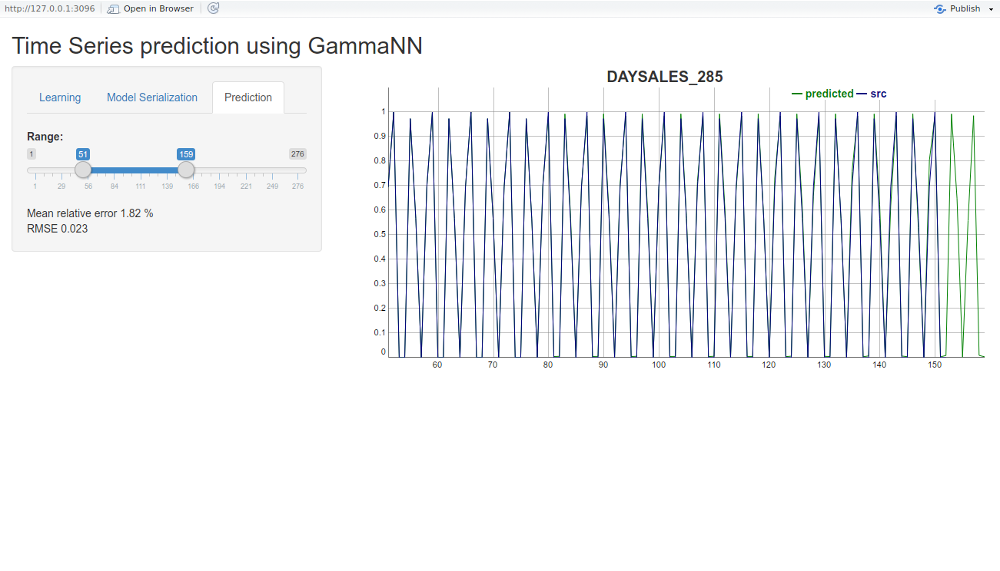 http://127.0.0.1:3096 Open in Browser Publish
Time Series prediction using GammaNN
Learning Model Serialization Prediction
Range:
1 51 159 276
1 29 56 84 111 139 166 194 221 249 276
Mean relative error 1.82 %
RMSE 0.023
DAYSALES_285
predicted src
1
0.9
0.8
0.7
0.6
0.5
0.4
0.3
0.2
0.1
0
60 70 80 90 100 110 120 130 140 150